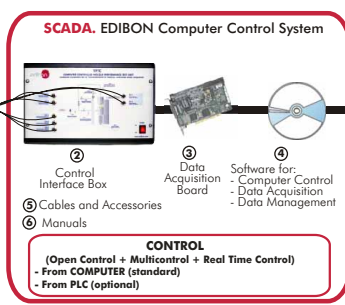 SCADA. EDIBON Computer Control System
②
Control
Interface Box
③
Data
Acquisition
Board
④
Software for:
- Computer Control
- Data Acquisition
- Data Management
⑤ Cables and Accessories
⑥ Manuals
CONTROL
(Open Control + Multicontrol + Real Time Control)
- From COMPUTER (standard)
- From PLC (optional)